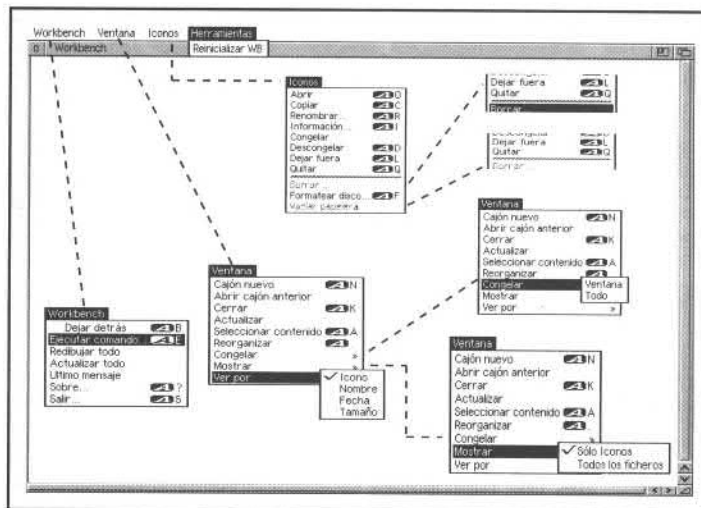 Workbench Ventana Iconos Herramientas
Workbench
Reinicializar WB
Iconos
Abrir O
Copiar C
Renombrar... R
Información... I
Congelar
Descongelar D
Dejar fuera L
Quitar Q
Borrar...
Formatear disco... F
Vaciar papelera
Dejar fuera L
Quitar Q
Borrar...
Descongelar D
Dejar fuera L
Quitar Q
Borrar...
Ventana
Cajón nuevo N
Abrir cajón anterior
Cerrar K
Actualizar
Seleccionar contenido A
Reorganizar
Congelar »
Ventana
Todo
Mostrar
Ver por »
Ventana
Cajón nuevo N
Abrir cajón anterior
Cerrar K
Actualizar
Seleccionar contenido A
Reorganizar
Congelar »
Mostrar »
Ver por
✓ Icono
Nombre
Fecha
Tamaño
Workbench
Dejar detrás B
Ejecutar comando E
Redibujar todo
Actualizar todo
Ultimo mensaje
Sobre... ?
Salir... S
Ventana
Cajón nuevo N
Abrir cajón anterior
Cerrar K
Actualizar
Seleccionar contenido A
Reorganizar .
Congelar »
Mostrar
✓ Sólo Iconos
Todos los ficheros
Ver por